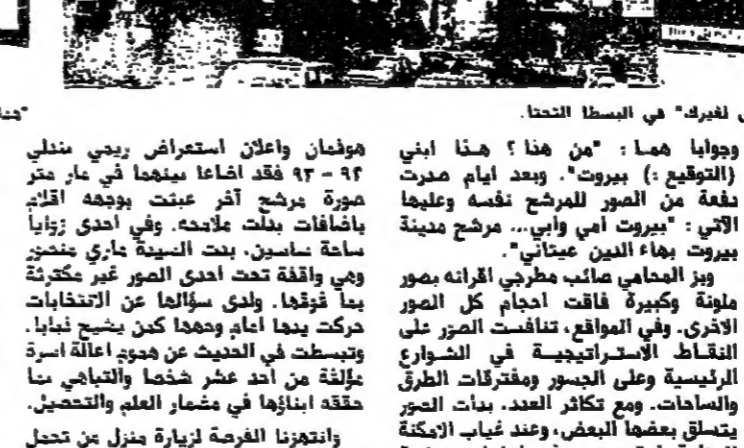 لغيرك" في البسطا التحتا.
وجوابا هما : "من هنا ؟ هذا ابني
(التوقيع :) بيروت". وبعد ايام صدرت
دفعة من الصور للمرشح نفسه وعليها
الآتي : "بيروت امي وابي... مرشح مدينة
بيروت بهاء الدين عيتاني".
وبز المحامي صائب مطرجي اقرانه بصور
ملونة وكبيرة فاقت احجام كل الصور
الاخرى. وفي المواقع، تنافست الصور على
النقاط الاستراتيجية في الشوارع
الرئيسية وعلى الجسور ومفترقات الطرق
والساحات. ومع تكاثر العدد، بدأت الصور
يتسلق بعضها البعض، وعند غياب الامكنة
هوفمان واعلان استعراض ريجي مندلي
٩٢ - ٩٣ فقد اضاعا بينهما في مار متر
صورة مرشح آخر عبثت بوجهه اقلام
باضافات بدلت ملامحه. وفي احدى زوايا
ساحة ساسين، بدت السيدة ماري منصور
وهي واقفة تحت احدى الصور غير مكترثة
بما فوقها. ولدى سؤالها عن الانتخابات
حركت يدها امام وجهها كمن يشيح ذبابا.
وتبسطت في الحديث عن هموم اعالة اسرة
مؤلفة من احد عشر شخصا والتباهي بما
حققه ابناؤها في مضمار العلم والتحصيل.
وانتهزنا الفرصة لزيارة منزل من تحمل